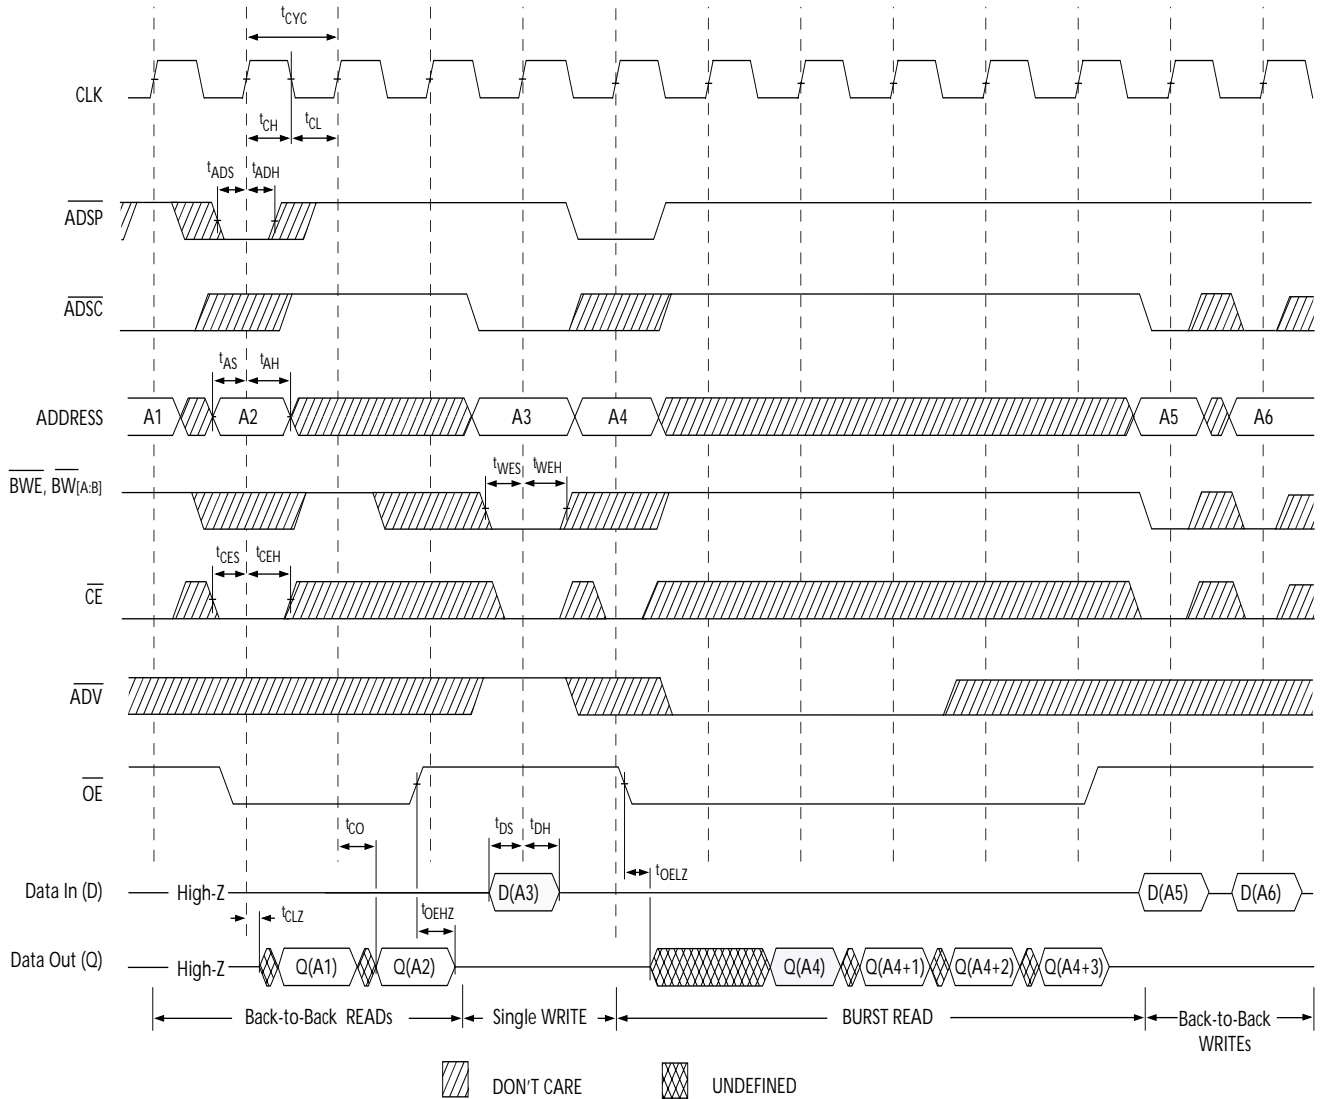 tCYC
CLK
tCH
tCL
tADS
tADH
ADSP
ADSC
tAS
tAH
ADDRESS
A1
A2
A3
A4
A5
A6
tWES
tWEH
BWE, BW[A:B]
tCES
tCEH
CE
ADV
OE
tCO
tDS
tDH
tOELZ
Data In (D)
High-Z
D(A3)
D(A5)
D(A6)
tCLZ
tOEHZ
Data Out (Q)
High-Z
Q(A1)
Q(A2)
Q(A4)
Q(A4+1)
Q(A4+2)
Q(A4+3)
Back-to-Back READs
Single WRITE
BURST READ
Back-to-Back
WRITEs
DON'T CARE
UNDEFINED